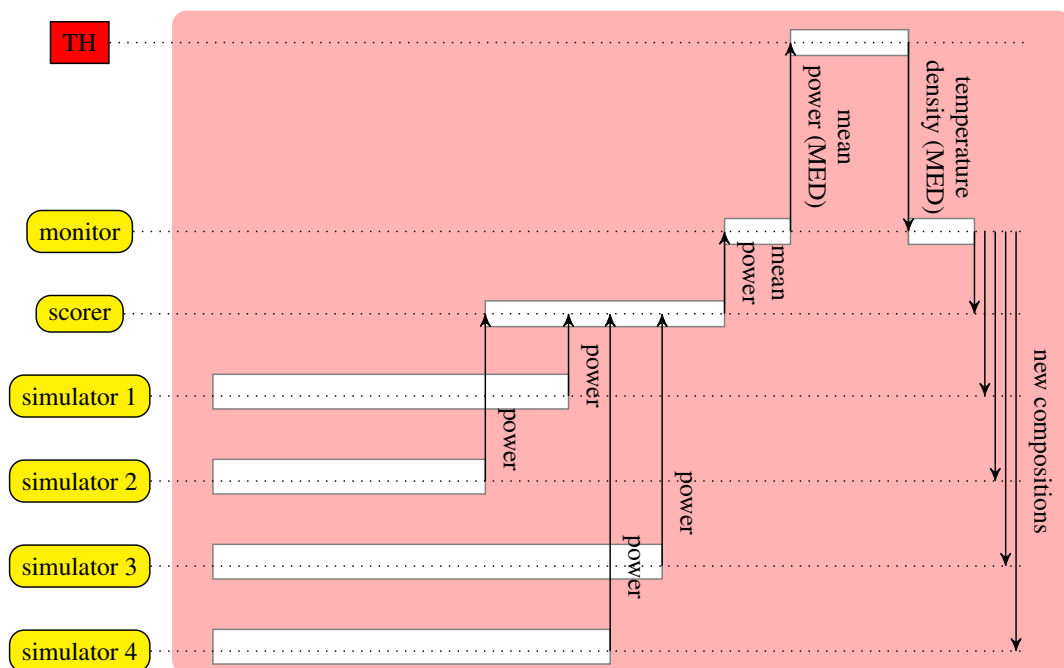 TH
mean
power (MED)
temperature
density (MED)
monitor
mean
power
scorer
simulator 1
power
power
new compositions
simulator 2
power
simulator 3
power
simulator 4